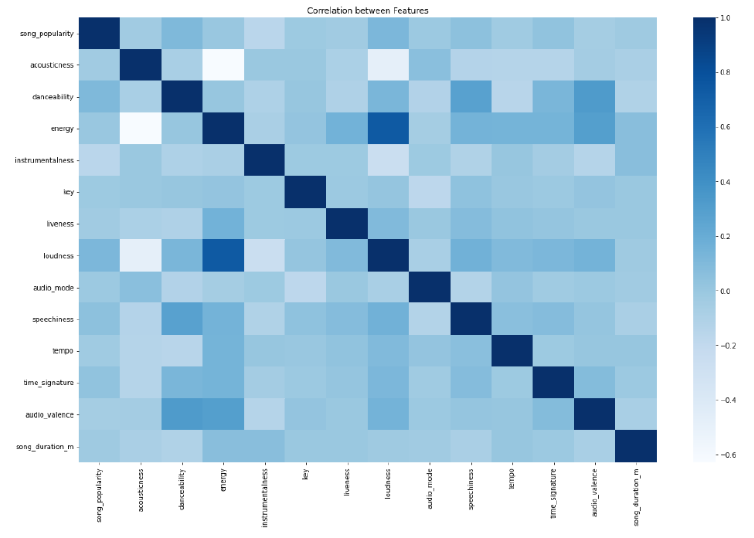 Correlation between Features
song_popularity
acousticness
danceability
energy
instrumentalness
key
liveness
loudness
audio_mode
speechiness
tempo
time_signature
audio_valence
song_duration_m
song_popularity
acousticness
danceability
energy
instrumentalness
key
liveness
loudness
audio_mode
speechiness
tempo
time_signature
audio_valence
song_duration_m
1.0
0.8
0.6
0.4
0.2
0.0
−0.2
−0.4
−0.6